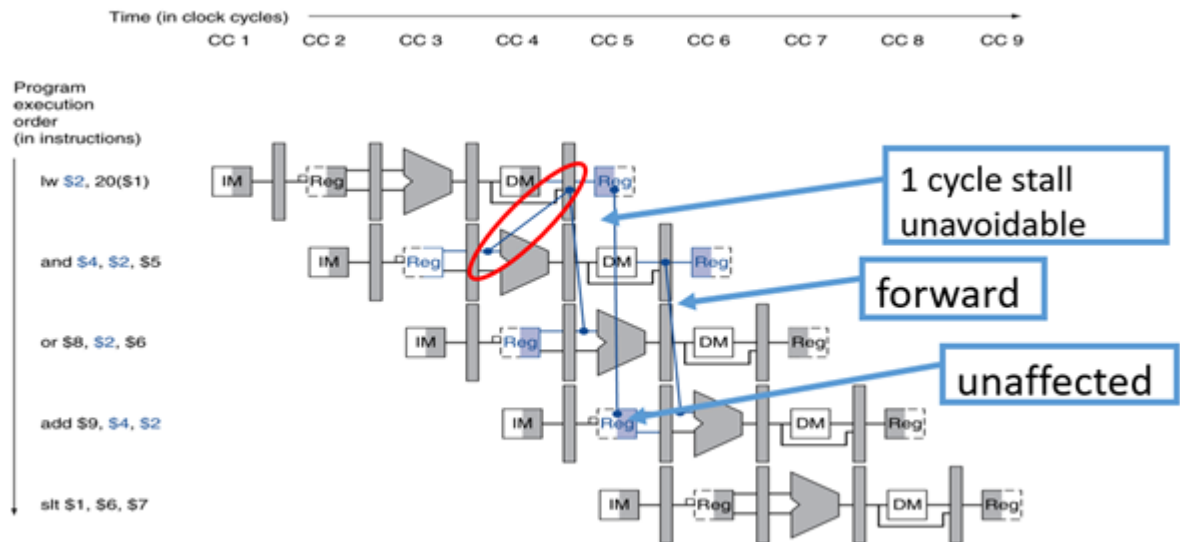 Time (in clock cycles)
CC 1 CC 2 CC 3 CC 4 CC 5 CC 6 CC 7 CC 8 CC 9
Program
execution
order
(in instructions)
lw $2, 20($1)
IM Reg DM Reg
1 cycle stall
unavoidable
and $4, $2, $5
IM Reg DM Reg
forward
or $8, $2, $6
IM Reg DM Reg
unaffected
add $9, $4, $2
IM Reg DM Reg
slt $1, $6, $7
IM Reg DM Reg